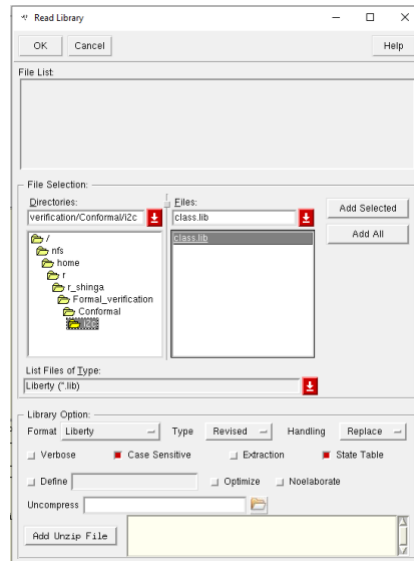 Read Library
OK Cancel Help
File List:
File Selection:
Directories: Files:
verification/Conformal/i2c class.lib Add Selected
/ class.lib Add All
nfs
home
r
r_shinga
Formal_verification
Conformal
i2c
List Files of Type:
Liberty (*.lib)
Library Option:
Format Liberty Type Revised Handling Replace
Verbose Case Sensitive Extraction State Table
Define Optimize Noelaborate
Uncompress
Add Unzip File